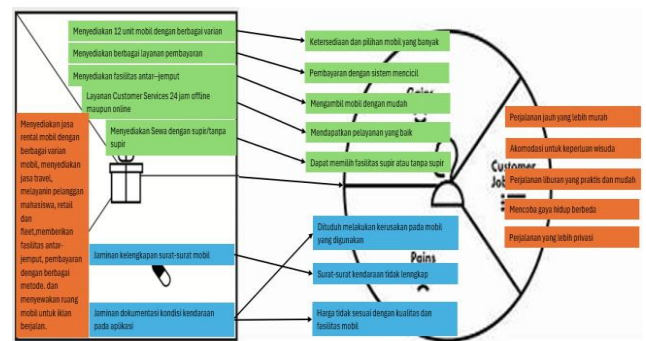 Menyediakan 12 unit mobil dengan berbagai varian
Menyediakan berbagai layanan pembayaran
Menyediakan fasilitas antar–jemput
Layanan Customer Services 24 jam offline
maupun online
Menyediakan Sewa dengan supir/tanpa
supir
Menyediakan jasa
rental mobil dengan
berbagai varian
mobil, menyediakan
jasa travel,
melayanin pelanggan
mahasiswa, retail
dan
fleet,memberikan
fasilitas antar-
jemput, pembayaran
dengan berbagai
metode. dan
menyewakan ruang
mobil untuk iklan
berjalan.
Jaminan kelengkapan surat-surat mobil
Jaminan dokumentasi kondisi kendaraan
pada aplikasi
Ketersediaan dan pilihan mobil yang banyak
Pembayaran dengan sistem mencicil
Gains
Mengambil mobil dengan mudah
Mendapatkan pelayanan yang baik
Dapat memilih fasilitas supir atau tanpa supir
Dituduh melakukan kerusakan pada mobil
yang digunakan
Pains
Surat-surat kendaraan tidak lenngkap
Harga tidak sesuai dengan kualitas dan
fasilitas mobil
Customer
Perjalanan jauh yang lebih murah
Akomodasi untuk keperluan wisuda
Perjalanan liburan yang praktis dan mudah
Mencoba gaya hidup berbeda
Perjalanan yang lebih privasi